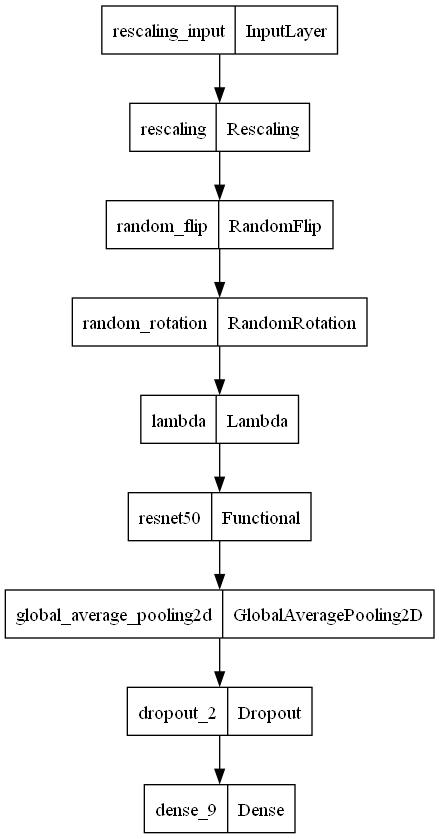 rescaling_input InputLayer
rescaling Rescaling
random_flip RandomFlip
random_rotation RandomRotation
lambda Lambda
resnet50 Functional
global_average_pooling2d GlobalAveragePooling2D
dropout_2 Dropout
dense_9 Dense